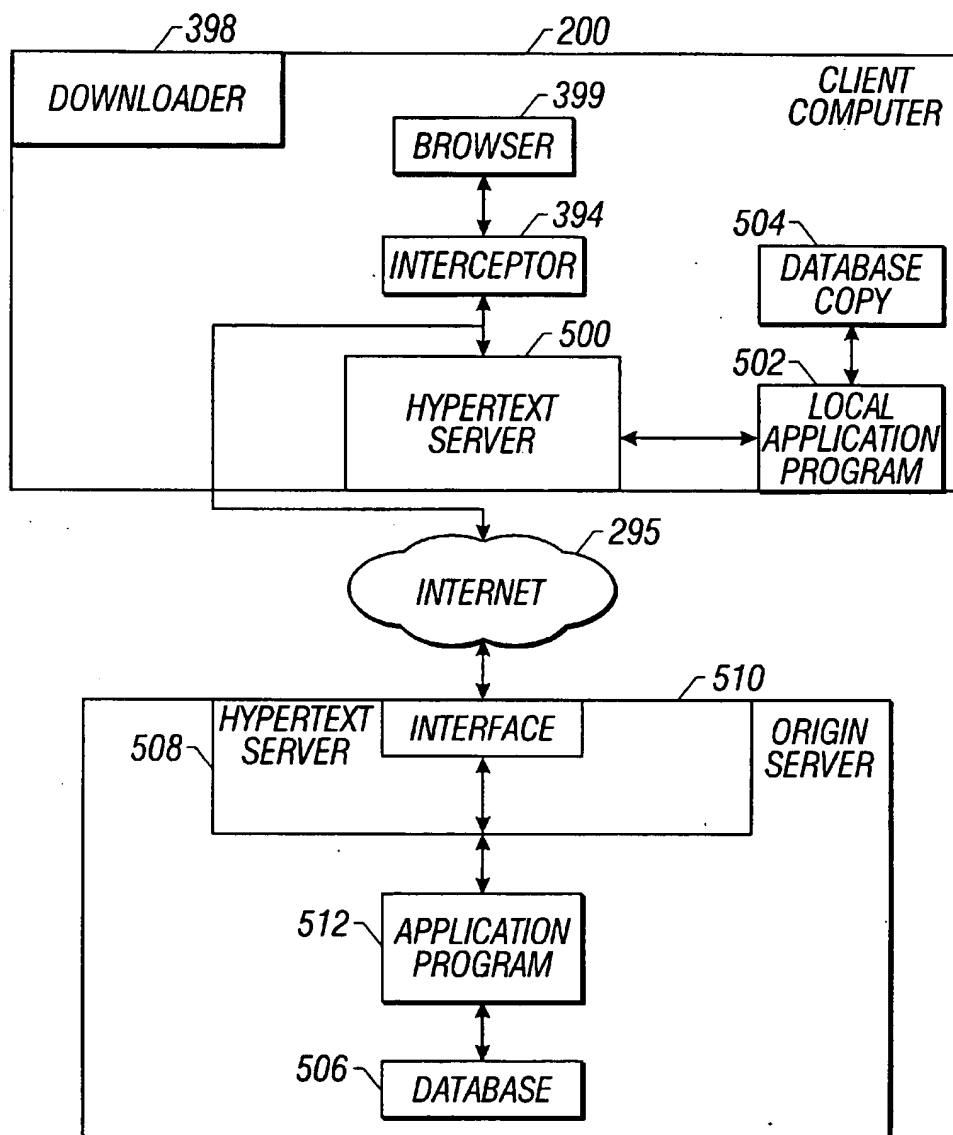 398
200
DOWNLOADER
CLIENT
COMPUTER
399
BROWSER
394
INTERCEPTOR
504
DATABASE
COPY
500
HYPERTEXT
SERVER
502
LOCAL
APPLICATION
PROGRAM
295
INTERNET
510
HYPERTEXT
SERVER
INTERFACE
ORIGIN
SERVER
508
512
APPLICATION
PROGRAM
506
DATABASE